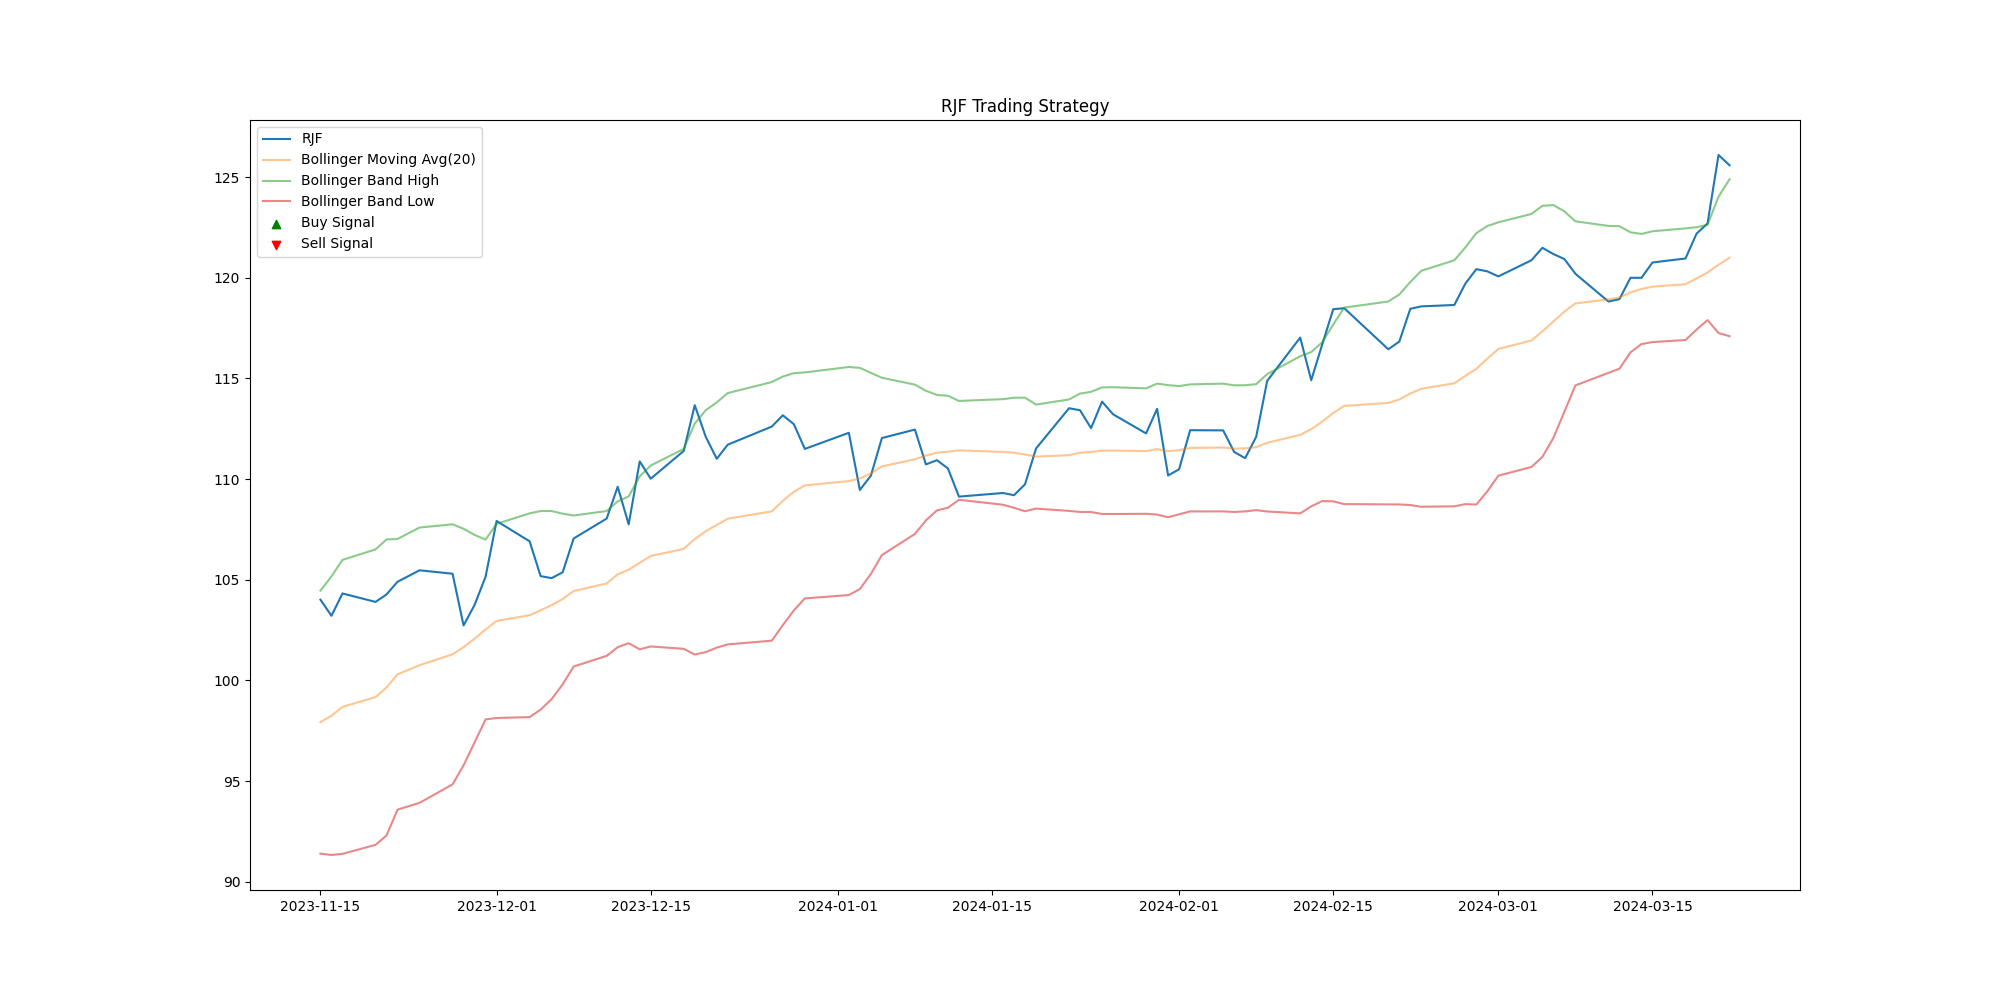 RJF Trading Strategy
RJF
Bollinger Moving Avg(20)
Bollinger Band High
Bollinger Band Low
Buy Signal
Sell Signal
125
120
115
110
105
100
95
90
2023-11-15 2023-12-01 2023-12-15 2024-01-01 2024-01-15 2024-02-01 2024-02-15 2024-03-01 2024-03-15